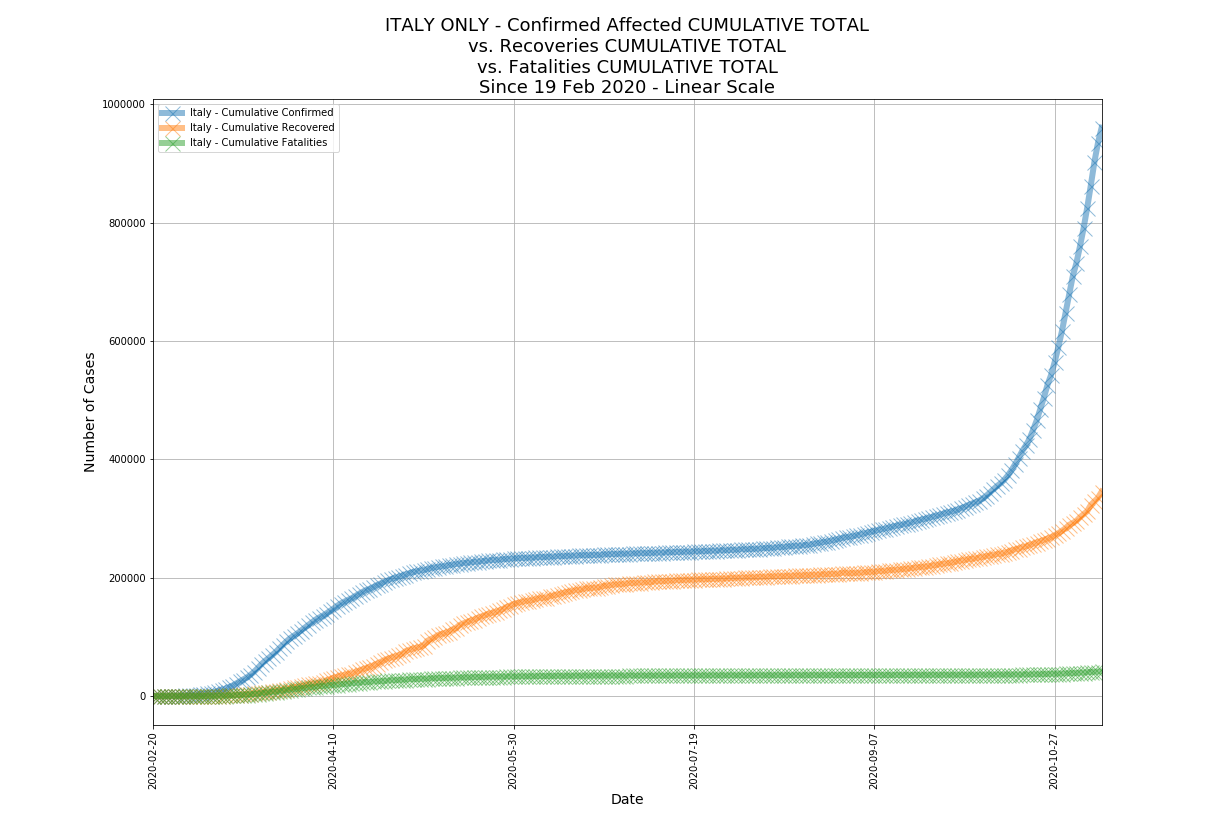 ITALY ONLY - Confirmed Affected CUMULATIVE TOTAL
vs. Recoveries CUMULATIVE TOTAL
vs. Fatalities CUMULATIVE TOTAL
Since 19 Feb 2020 - Linear Scale
Italy - Cumulative Confirmed
Italy - Cumulative Recovered
Italy - Cumulative Fatalities
Number of Cases
1000000
800000
600000
400000
200000
0
2020-02-20
2020-04-10
2020-05-30
2020-07-19
2020-09-07
2020-10-27
Date